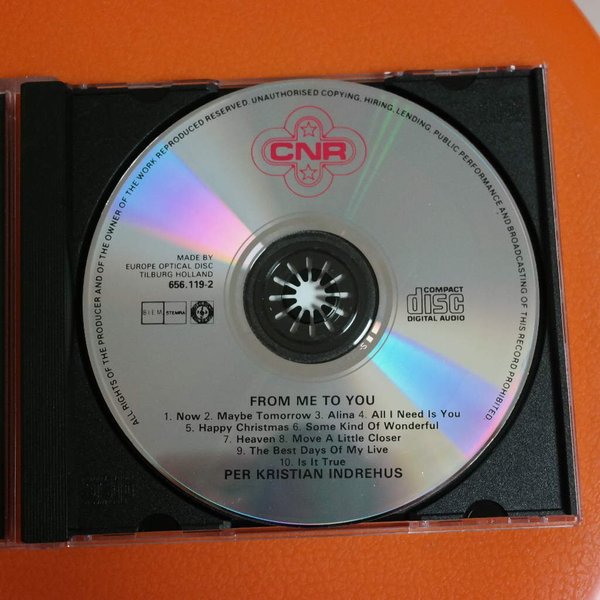 ALL RIGHTS OF THE PRODUCER AND OF THE OWNER OF THE WORK REPRODUCED RESERVED. UNAUTHORISED COPYING. HIRING. LENDING. PUBLIC PERFORMANCE AND BROADCASTING OF THIS RECORD PROHIBITED.
CNR
MADE BY
EUROPE OPTICAL DISC
TILBURG HOLLAND
656.119-2
B.I.E.M. STEMRA
COMPACT
disc
DIGITAL AUDIO
FROM ME TO YOU
1. Now 2. Maybe Tomorrow 3. Alina 4. All I Need Is You
5. Happy Christmas 6. Some Kind Of Wonderful
7. Heaven 8. Move A Little Closer
9. The Best Days Of My Live
10. Is It True
PER KRISTIAN INDREHUS